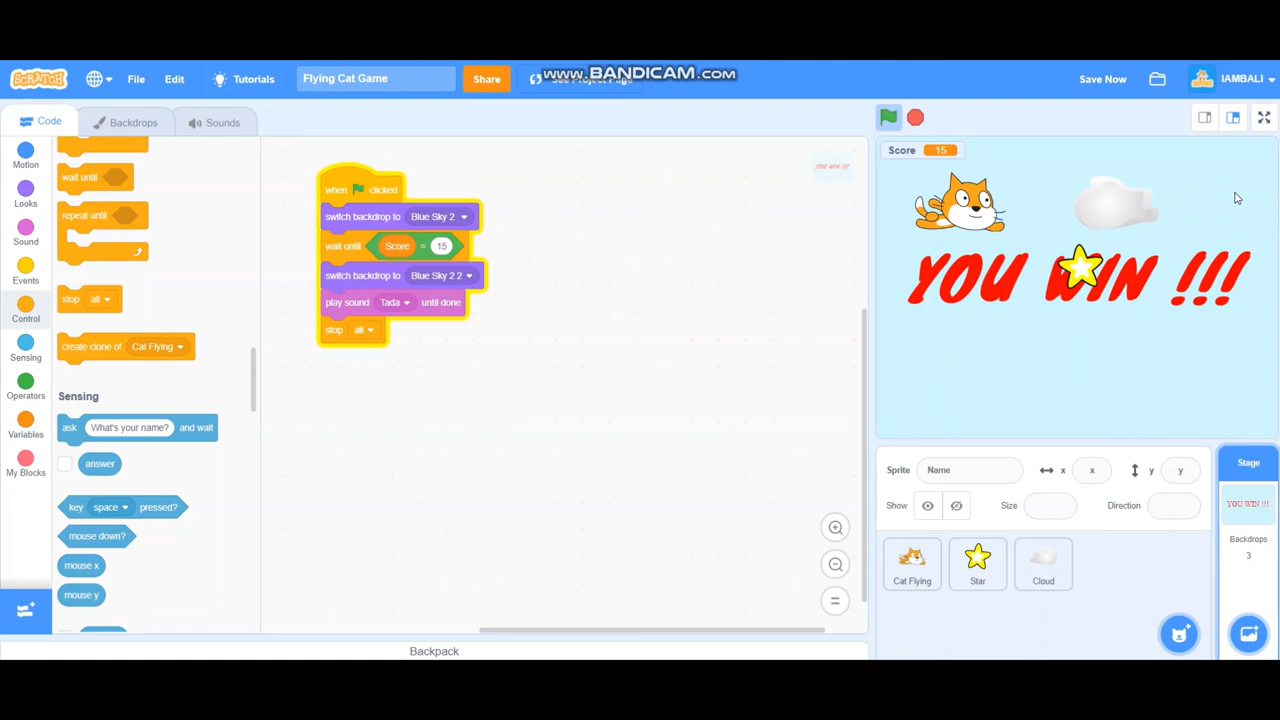 www.BANDICAM.com
SCRATCH File Edit Tutorials Flying Cat Game Share See Project Page Save Now IAMBALI
Code Backdrops Sounds
Motion
Looks
Sound
Events
Control
Sensing
Operators
Variables
My Blocks
wait until
repeat until
stop all
create clone of Cat Flying
Sensing
ask What's your name? and wait
answer
key space pressed?
mouse down?
mouse x
mouse y
when clicked
switch backdrop to Blue Sky 2
wait until Score = 15
switch backdrop to Blue Sky 2 2
play sound Tada until done
stop all
YOU WIN !!!
Score 15
YOU WIN !!!
Sprite Name x x y y
Show Size Direction
Cat Flying Star Cloud
Stage
YOU WIN !!!
Backdrops
3
Backpack